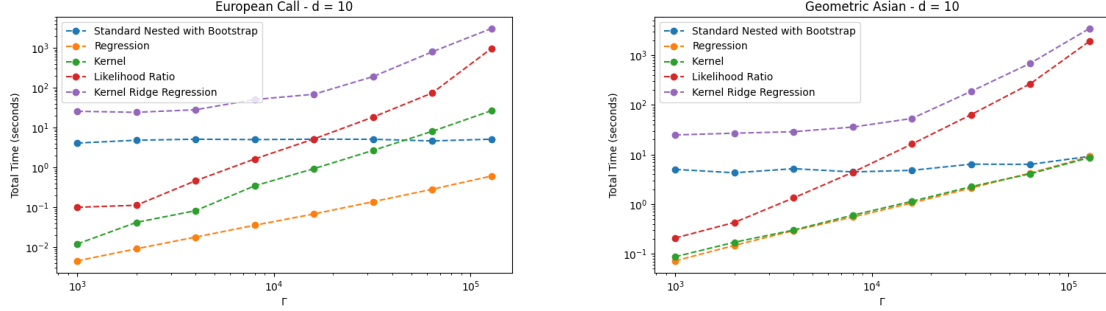 European Call - d = 10
Standard Nested with Bootstrap
Regression
Kernel
Likelihood Ratio
Kernel Ridge Regression
Total Time (seconds)
10³
10²
10¹
10⁰
10⁻¹
10⁻²
10³
10⁴
10⁵
Γ
Geometric Asian - d = 10
Standard Nested with Bootstrap
Regression
Kernel
Likelihood Ratio
Kernel Ridge Regression
Total Time (seconds)
10³
10²
10¹
10⁰
10⁻¹
10³
10⁴
10⁵
Γ